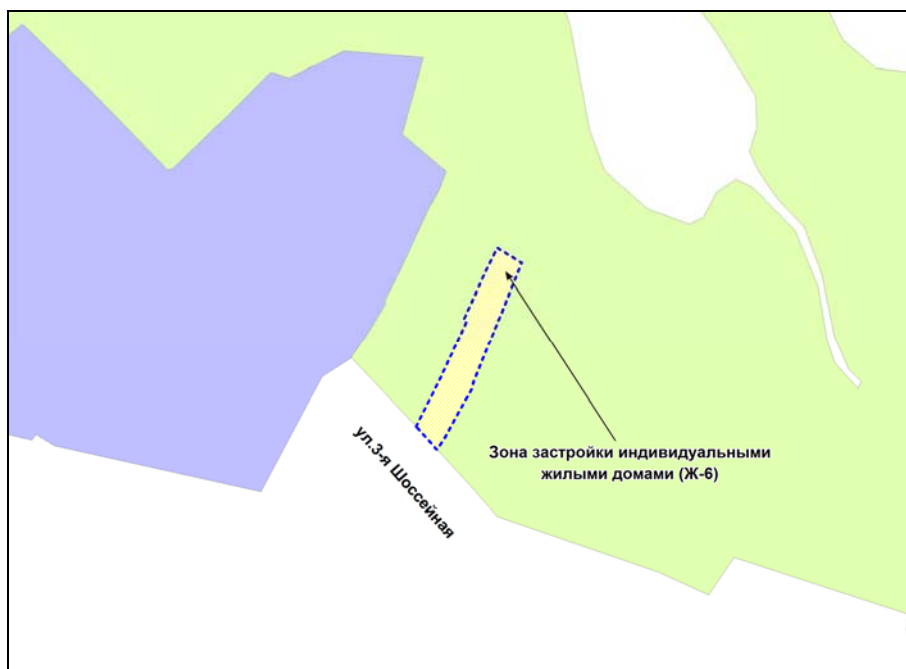 Зона застройки индивидуальными
жилыми домами (Ж-6)
ул.3-я Шоссейная